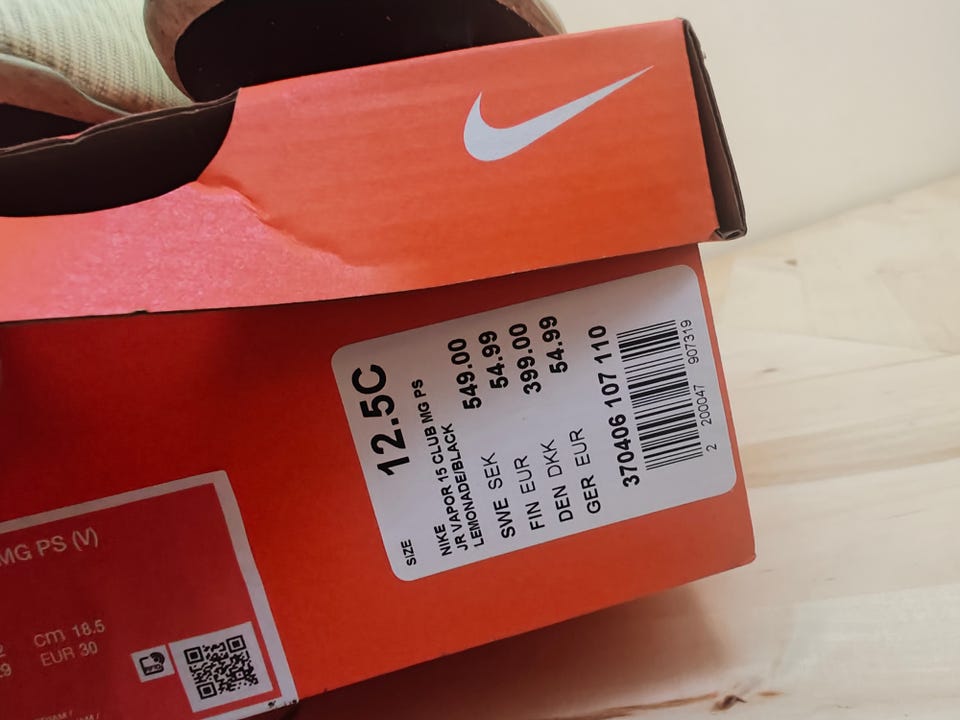 SIZE 12.5C
NIKE
JR VAPOR 15 CLUB MG PS
LEMONADE/BLACK
SWE SEK 549.00
FIN EUR 54.99
DEN DKK 399.00
GER EUR 54.99
370406 107 110
2 200047 907319
MG PS (V)
cm 18.5
EUR 30